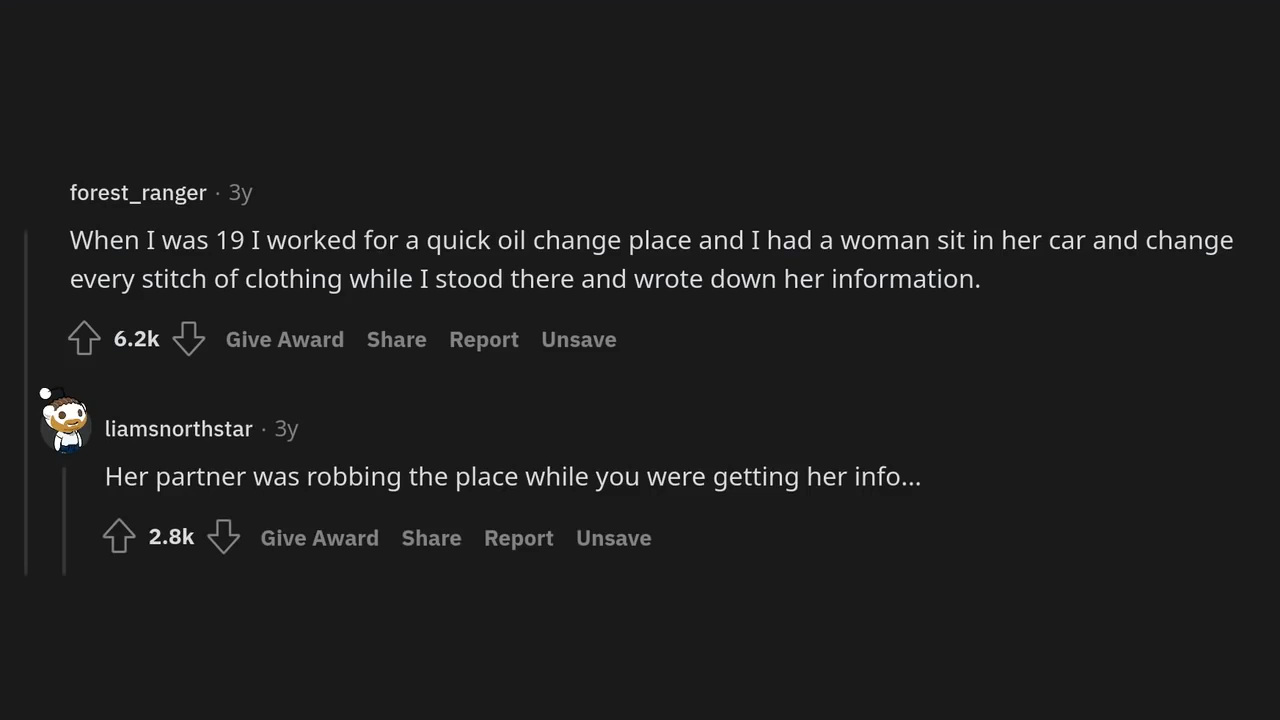 forest_ranger · 3y
When I was 19 I worked for a quick oil change place and I had a woman sit in her car and change
every stitch of clothing while I stood there and wrote down her information.
6.2k Give Award Share Report Unsave
liamsnorthstar · 3y
Her partner was robbing the place while you were getting her info...
2.8k Give Award Share Report Unsave